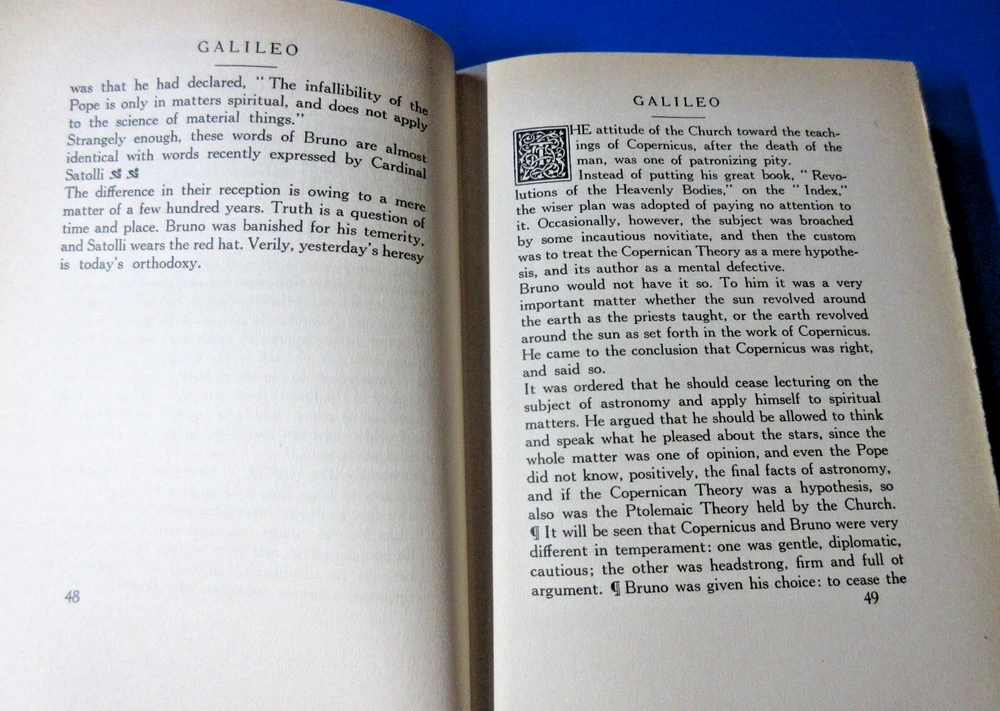 GALILEO
was that he had declared, " The infallibility of the
Pope is only in matters spiritual, and does not apply
to the science of material things."
Strangely enough, these words of Bruno are almost
identical with words recently expressed by Cardinal
Satolli
The difference in their reception is owing to a mere
matter of a few hundred years. Truth is a question of
time and place. Bruno was banished for his temerity,
and Satolli wears the red hat. Verily, yesterday's heresy
is today's orthodoxy.
48
GALILEO
THE attitude of the Church toward the teach-
ings of Copernicus, after the death of the
man, was one of patronizing pity.
Instead of putting his great book, " Revo-
lutions of the Heavenly Bodies," on the " Index,"
the wiser plan was adopted of paying no attention to
it. Occasionally, however, the subject was broached
by some incautious novitiate, and then the custom
was to treat the Copernican Theory as a mere hypothe-
sis, and its author as a mental defective.
Bruno would not have it so. To him it was a very
important matter whether the sun revolved around
the earth as the priests taught, or the earth revolved
around the sun as set forth in the work of Copernicus.
He came to the conclusion that Copernicus was right,
and said so.
It was ordered that he should cease lecturing on the
subject of astronomy and apply himself to spiritual
matters. He argued that he should be allowed to think
and speak what he pleased about the stars, since the
whole matter was one of opinion, and even the Pope
did not know, positively, the final facts of astronomy,
and if the Copernican Theory was a hypothesis, so
also was the Ptolemaic Theory held by the Church.
¶ It will be seen that Copernicus and Bruno were very
different in temperament: one was gentle, diplomatic,
cautious; the other was headstrong, firm and full of
argument. ¶ Bruno was given his choice: to cease the
49